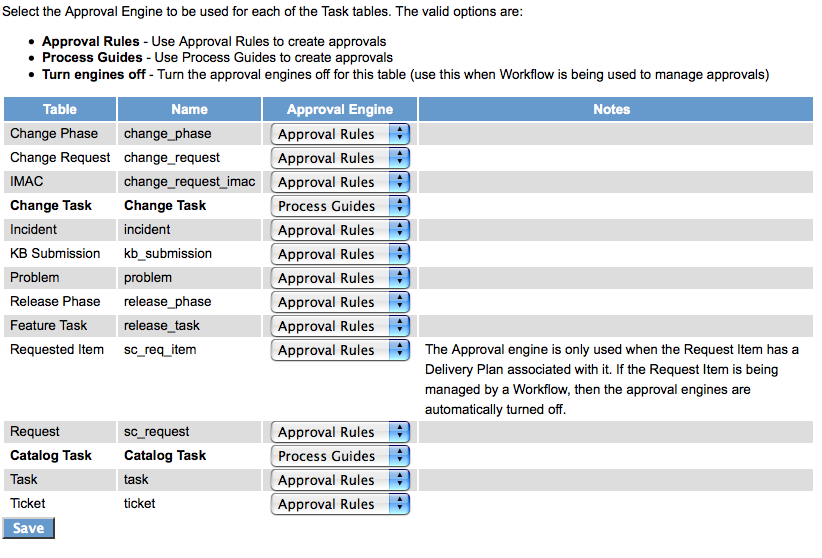 Select the Approval Engine to be used for each of the Task tables. The valid options are:
• Approval Rules - Use Approval Rules to create approvals
• Process Guides - Use Process Guides to create approvals
• Turn engines off - Turn the approval engines off for this table (use this when Workflow is being used to manage approvals)
Table Name Approval Engine Notes
Change Phase change_phase Approval Rules
Change Request change_request Approval Rules
IMAC change_request_imac Approval Rules
Change Task Change Task Process Guides
Incident incident Approval Rules
KB Submission kb_submission Approval Rules
Problem problem Approval Rules
Release Phase release_phase Approval Rules
Feature Task release_task Approval Rules
Requested Item sc_req_item Approval Rules The Approval engine is only used when the Request Item has a
Delivery Plan associated with it. If the Request Item is being
managed by a Workflow, then the approval engines are
automatically turned off.
Request sc_request Approval Rules
Catalog Task Catalog Task Process Guides
Task task Approval Rules
Ticket ticket Approval Rules
Save